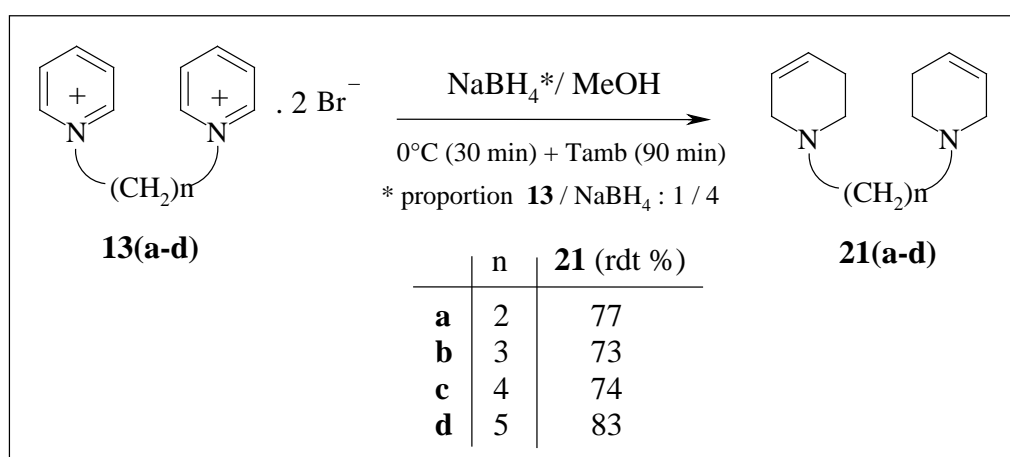 + + . 2 Br⁻
N N
(CH₂)n
13(a-d)
NaBH₄*/ MeOH
0°C (30 min) + Tamb (90 min)
* proportion 13 / NaBH₄ : 1 / 4
N N
(CH₂)n
21(a-d)
n 21 (rdt %)
a 2 77
b 3 73
c 4 74
d 5 83